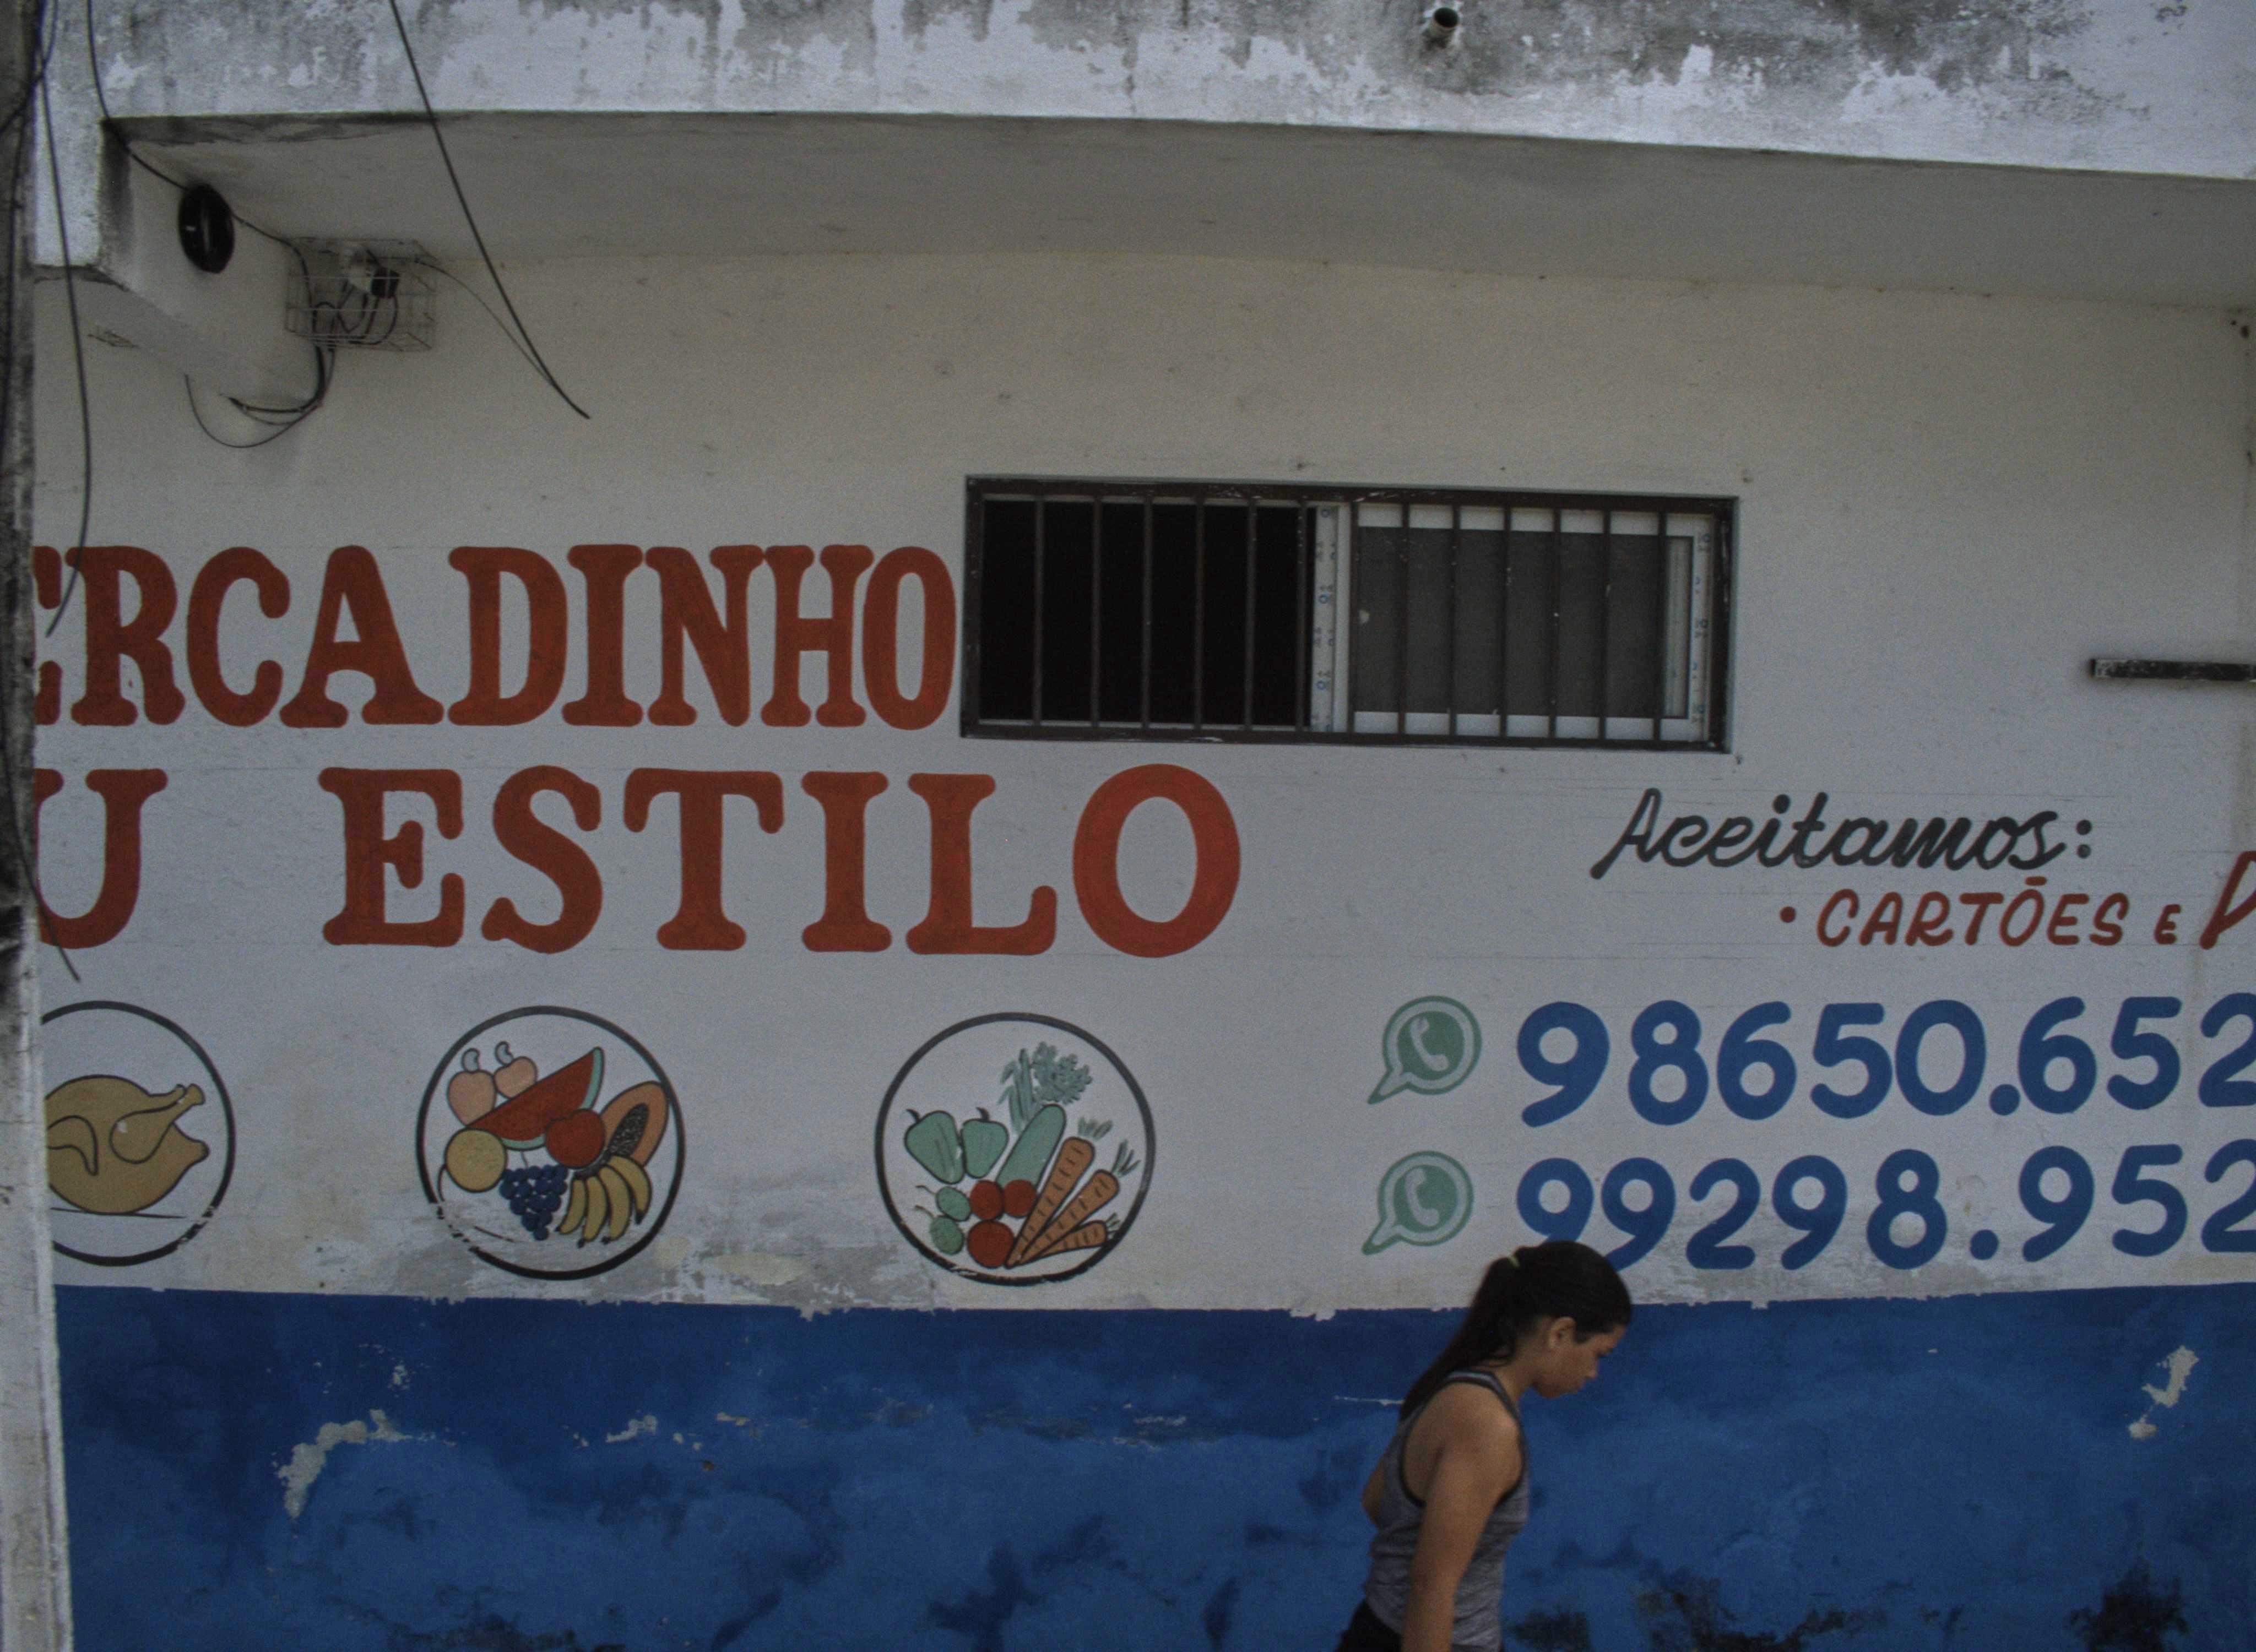 ERCADINHO
U ESTILO
Aceitamos:
• CARTÕES E
98650.652
99298.952